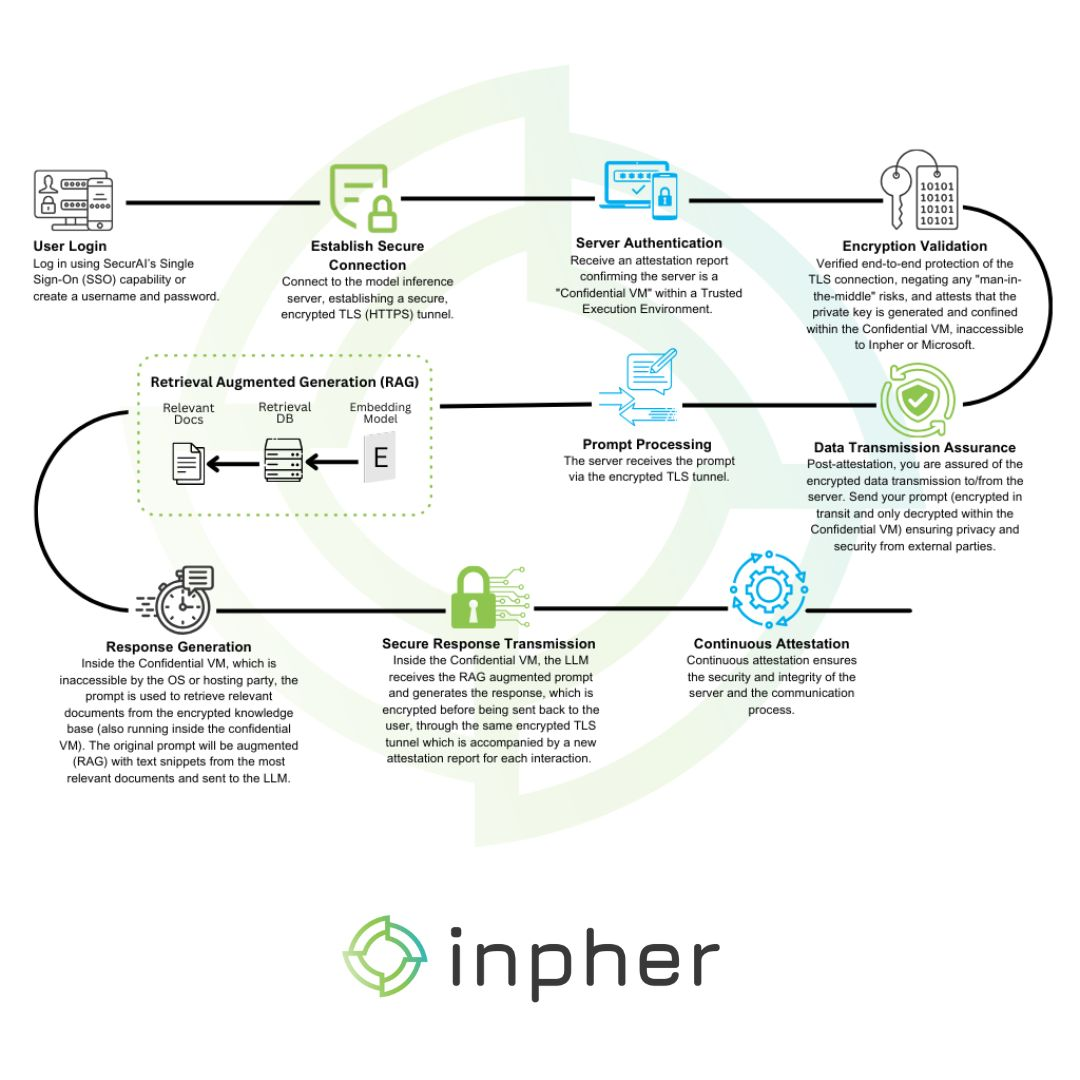 User Login
Log in using SecurAI's Single
Sign-On (SSO) capability or
create a username and password.
Establish Secure
Connection
Connect to the model inference
server, establishing a secure,
encrypted TLS (HTTPS) tunnel.
Server Authentication
Receive an attestation report
confirming the server is a
"Confidential VM" within a Trusted
Execution Environment.
10101
10101
10101
10101
Encryption Validation
Verified end-to-end protection of the
TLS connection, negating any "man-in-
the-middle" risks, and attests that the
private key is generated and confined
within the Confidential VM, inaccessible
to Inpher or Microsoft.
Data Transmission Assurance
Post-attestation, you are assured of the
encrypted data transmission to/from the
server. Send your prompt (encrypted in
transit and only decrypted within the
Confidential VM) ensuring privacy and
security from external parties.
Prompt Processing
The server receives the prompt
via the encrypted TLS tunnel.
Retrieval Augmented Generation (RAG)
Relevant
Docs
Retrieval
DB
Embedding
Model
E
Response Generation
Inside the Confidential VM, which is
inaccessible by the OS or hosting party, the
prompt is used to retrieve relevant
documents from the encrypted knowledge
base (also running inside the confidential
VM). The original prompt will be augmented
(RAG) with text snippets from the most
relevant documents and sent to the LLM.
Secure Response Transmission
Inside the Confidential VM, the LLM
receives the RAG augmented prompt
and generates the response, which is
encrypted before being sent back to the
user, through the same encrypted TLS
tunnel which is accompanied by a new
attestation report for each interaction.
Continuous Attestation
Continuous attestation ensures
the security and integrity of the
server and the communication
process.
inpher